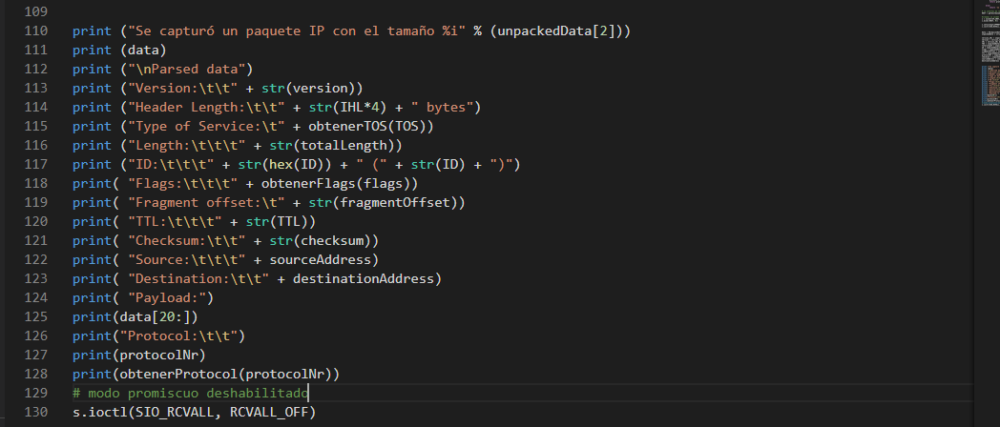 109
110 print ("Se capturó un paquete IP con el tamaño %i" % (unpackedData[2]))
111 print (data)
112 print ("\nParsed data")
113 print ("Version:\t\t" + str(version))
114 print ("Header Length:\t\t" + str(IHL*4) + " bytes")
115 print ("Type of Service:\t" + obtenerTOS(TOS))
116 print ("Length:\t\t\t" + str(totalLength))
117 print ("ID:\t\t\t" + str(hex(ID)) + " (" + str(ID) + ")")
118 print( "Flags:\t\t\t" + obtenerFlags(flags))
119 print( "Fragment offset:\t" + str(fragmentOffset))
120 print( "TTL:\t\t\t" + str(TTL))
121 print( "Checksum:\t\t" + str(checksum))
122 print( "Source:\t\t\t" + sourceAddress)
123 print( "Destination:\t\t" + destinationAddress)
124 print( "Payload:")
125 print(data[20:])
126 print("Protocol:\t\t")
127 print(protocolNr)
128 print(obtenerProtocol(protocolNr))
129 # modo promiscuo deshabilitado
130 s.ioctl(SIO_RCVALL, RCVALL_OFF)